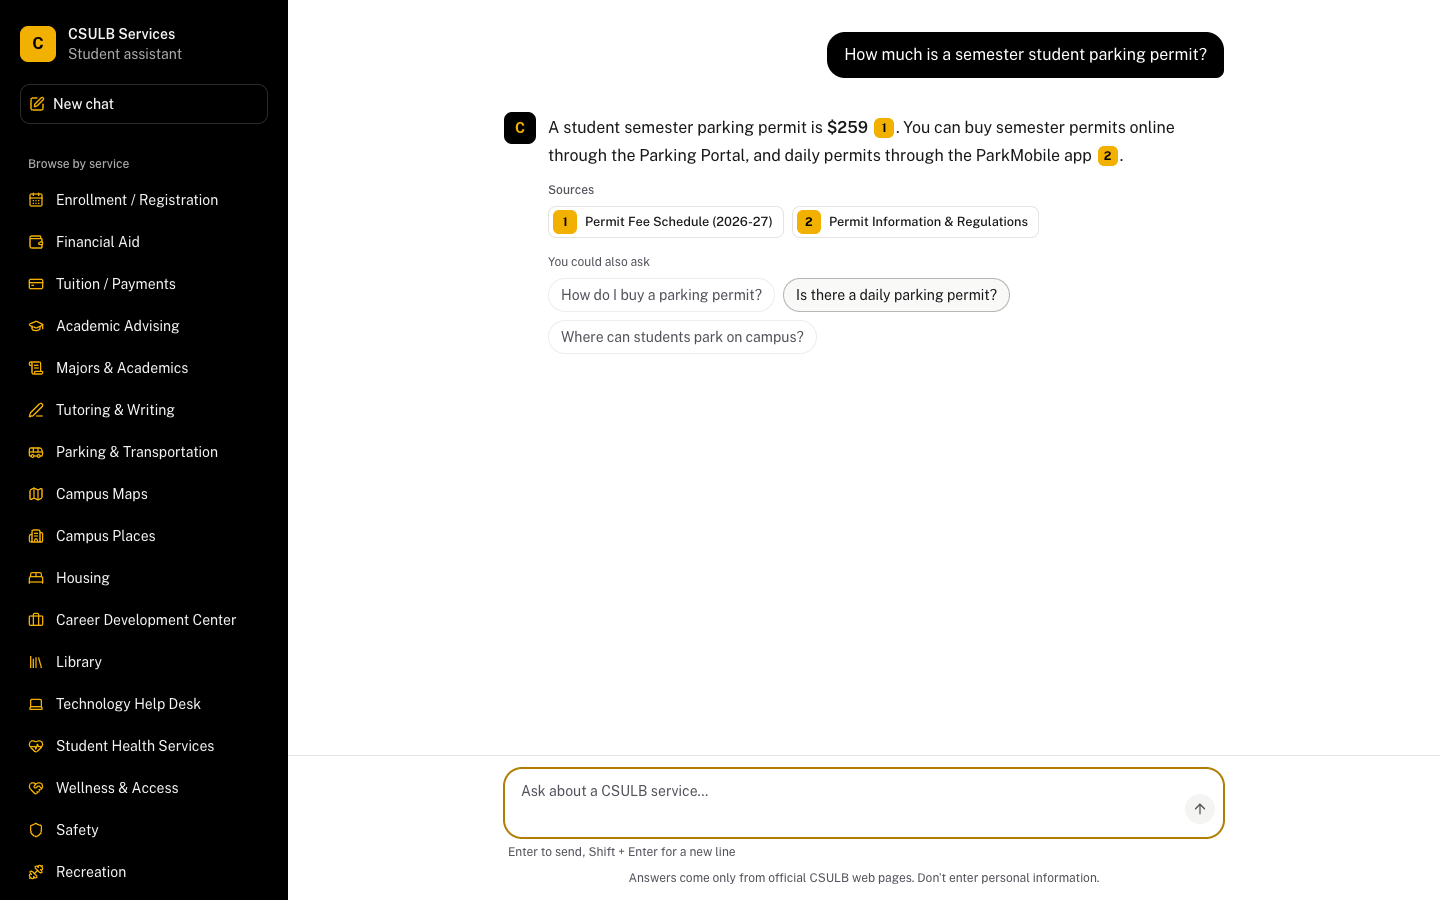 C
CSULB Services
Student assistant
New chat
Browse by service
Enrollment / Registration
Financial Aid
Tuition / Payments
Academic Advising
Majors & Academics
Tutoring & Writing
Parking & Transportation
Campus Maps
Campus Places
Housing
Career Development Center
Library
Technology Help Desk
Student Health Services
Wellness & Access
Safety
Recreation
How much is a semester student parking permit?
C
A student semester parking permit is $259 1. You can buy semester permits online
through the Parking Portal, and daily permits through the ParkMobile app 2.
Sources
1 Permit Fee Schedule (2026-27) 2 Permit Information & Regulations
You could also ask
How do I buy a parking permit? Is there a daily parking permit?
Where can students park on campus?
Ask about a CSULB service...
Enter to send, Shift + Enter for a new line
Answers come only from official CSULB web pages. Don't enter personal information.